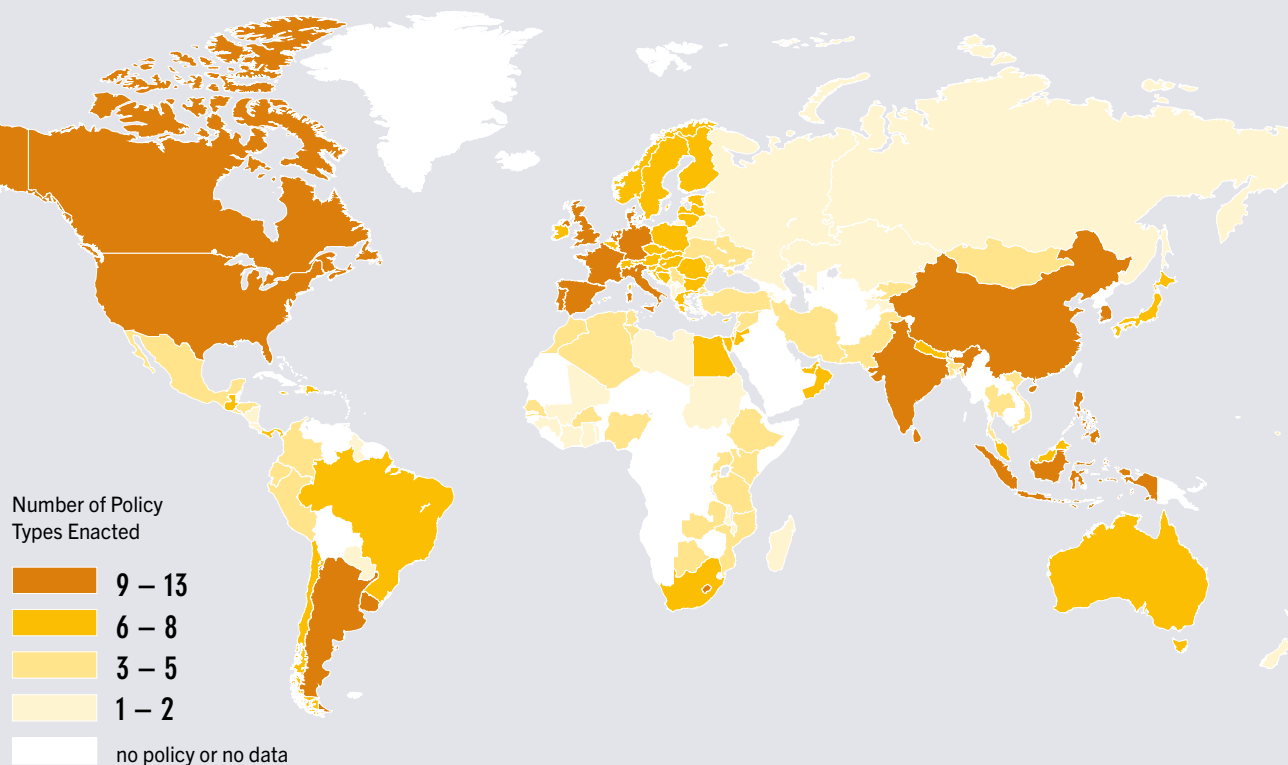 Number of Policy
Types Enacted
9 – 13
6 – 8
3 – 5
1 – 2
no policy or no data